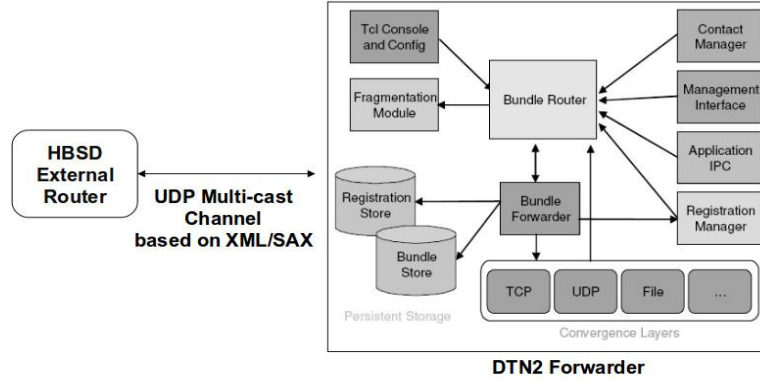 HBSD
External
Router
UDP Multi-cast
Channel
based on XML/SAX
Tcl Console
and Config
Fragmentation
Module
Bundle Router
Contact
Manager
Management
Interface
Application
IPC
Registration
Manager
Registration
Store
Bundle
Store
Bundle
Forwarder
Persistent Storage
TCP
UDP
File
...
Convergence Layers
DTN2 Forwarder